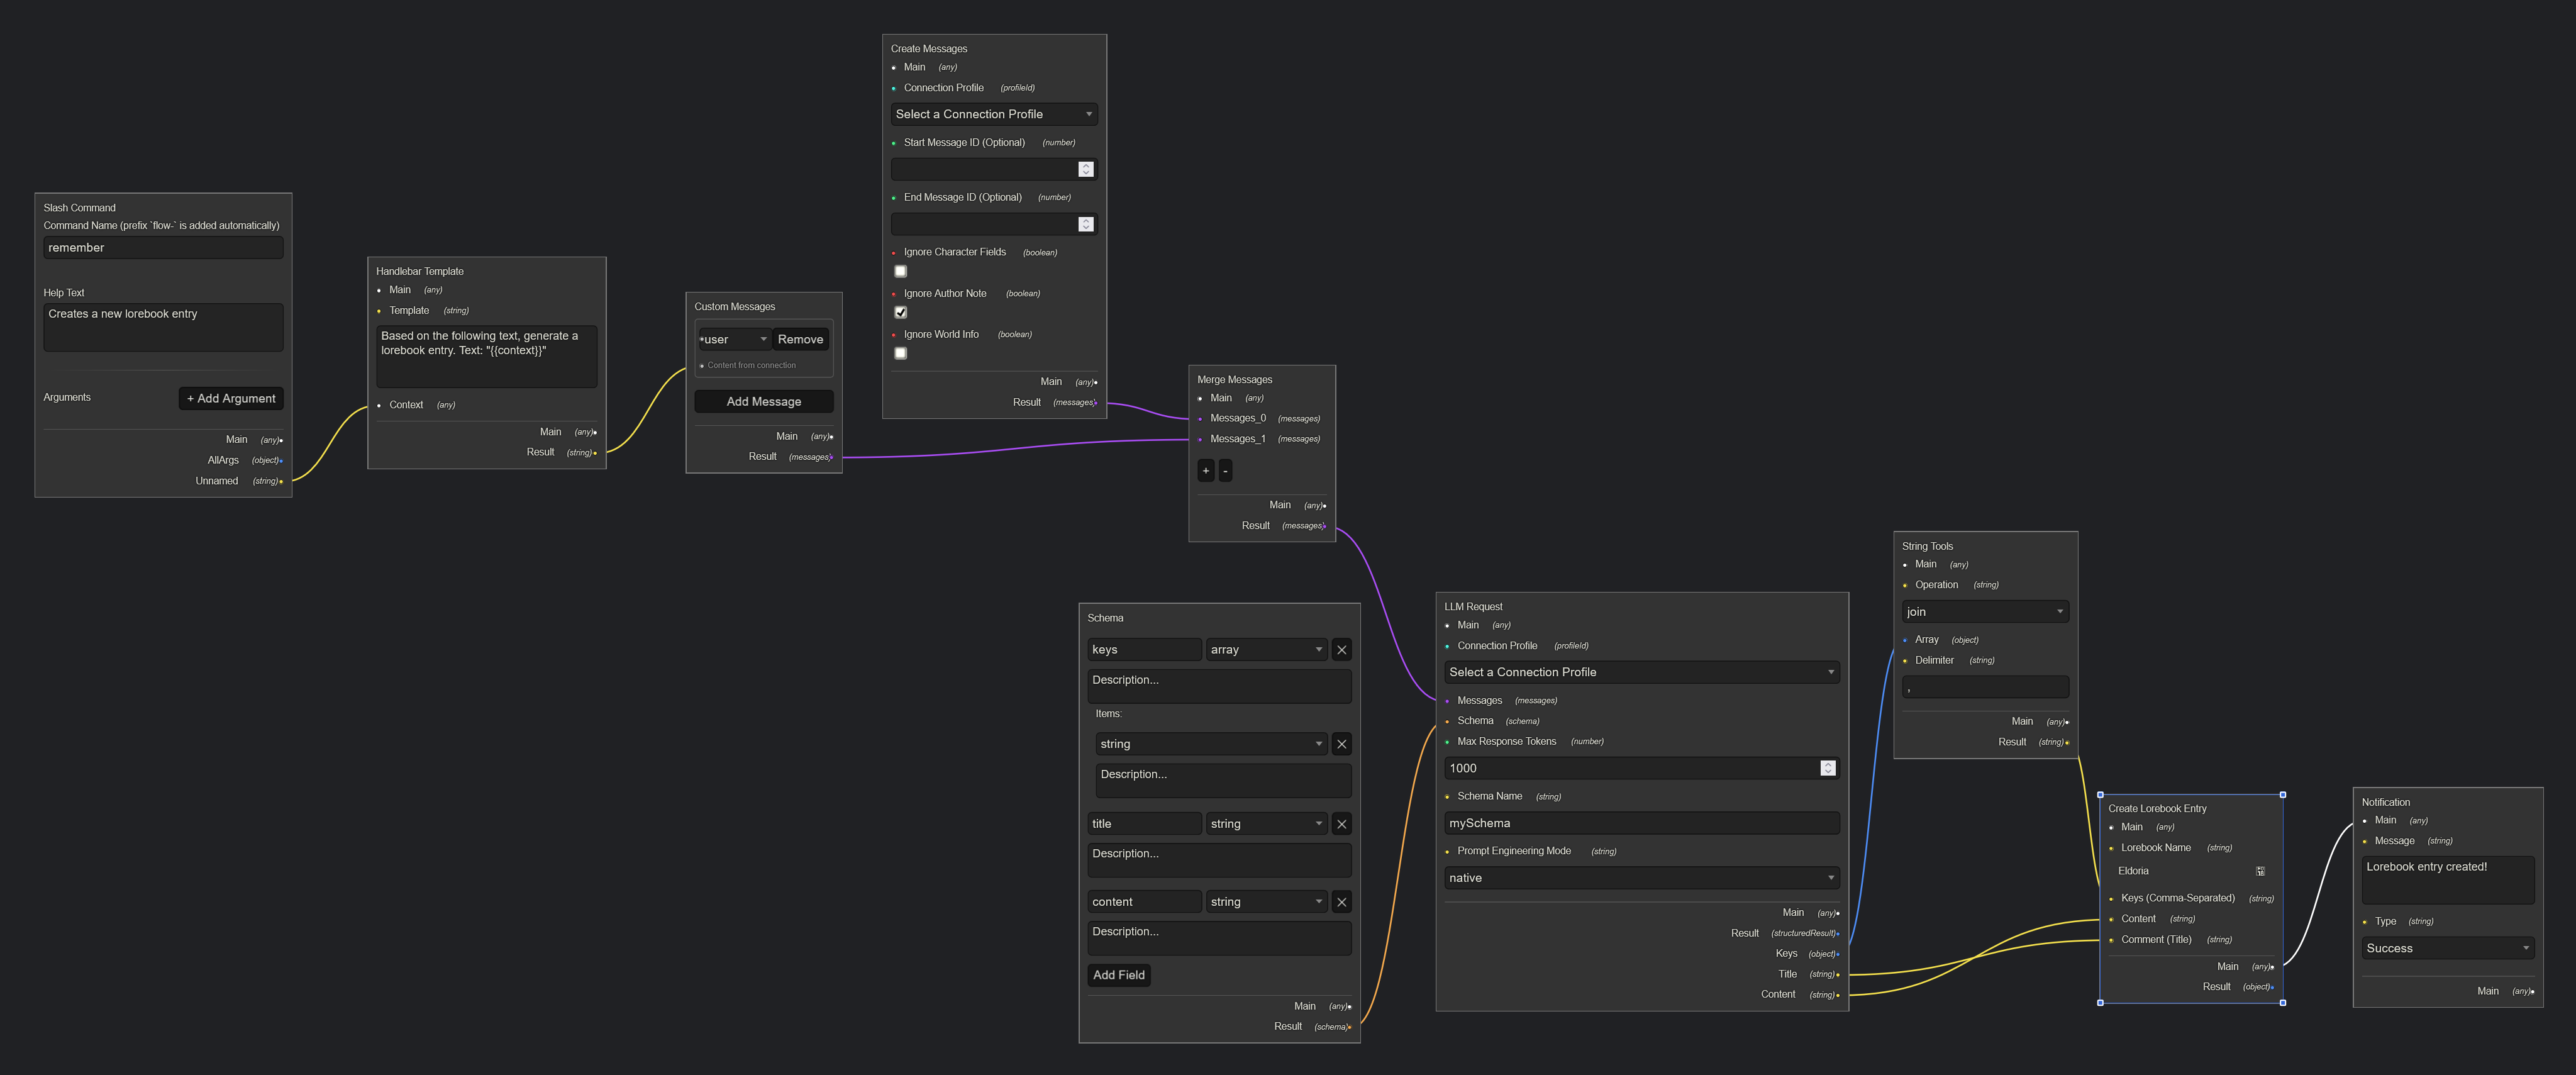 Slash Command
Command Name (prefix `flow-` is added automatically)
remember
Help Text
Creates a new lorebook entry
Arguments
+ Add Argument
Main (any)
AllArgs (object)
Unnamed (string)
Handlebar Template
Main (any)
Template (string)
Based on the following text, generate a
lorebook entry. Text: "{{context}}"
Context (any)
Main (any)
Result (string)
Custom Messages
user
Remove
Content from connection
Add Message
Main (any)
Result (messages)
Create Messages
Main (any)
Connection Profile (profileId)
Select a Connection Profile
Start Message ID (Optional) (number)
End Message ID (Optional) (number)
Ignore Character Fields (boolean)
Ignore Author Note (boolean)
Ignore World Info (boolean)
Main (any)
Result (messages)
Merge Messages
Main (any)
Messages_0 (messages)
Messages_1 (messages)
+ -
Main (any)
Result (messages)
Schema
keys array
Description...
Items:
string
Description...
title string
Description...
content string
Description...
Add Field
Main (any)
Result (schema)
LLM Request
Main (any)
Connection Profile (profileId)
Select a Connection Profile
Messages (messages)
Schema (schema)
Max Response Tokens (number)
1000
Schema Name (string)
mySchema
Prompt Engineering Mode (string)
native
Main (any)
Result (structuredResult)
Keys (object)
Title (string)
Content (string)
String Tools
Main (any)
Operation (string)
join
Array (object)
Delimiter (string)
,
Main (any)
Result (string)
Create Lorebook Entry
Main (any)
Lorebook Name (string)
Eldoria
Keys (Comma-Separated) (string)
Content (string)
Comment (Title) (string)
Main (any)
Result (object)
Notification
Main (any)
Message (string)
Lorebook entry created!
Type (string)
Success
Main (any)